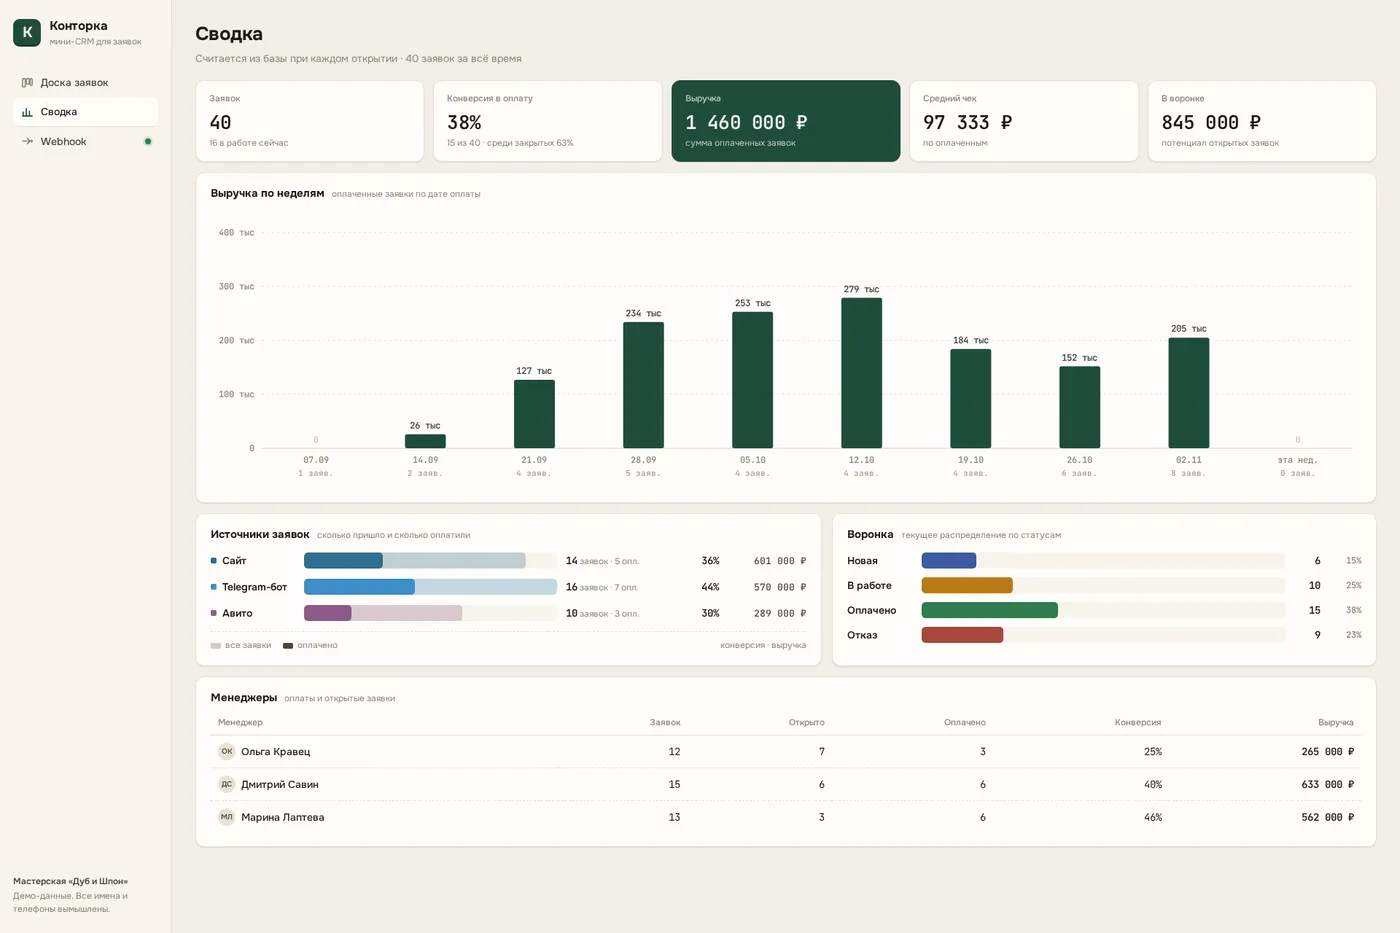 К
Конторка
мини-CRM для заявок
Доска заявок
Сводка
Webhook
Мастерская «Дуб и Шпон»
Демо-данные. Все имена и
телефоны вымышлены.
Сводка
Считается из базы при каждом открытии · 40 заявок за всё время
Заявок
40
16 в работе сейчас
Конверсия в оплату
38%
15 из 40 · среди закрытых 63%
Выручка
1 460 000 ₽
сумма оплаченных заявок
Средний чек
97 333 ₽
по оплаченным
В воронке
845 000 ₽
потенциал открытых заявок
Выручка по неделям оплаченные заявки по дате оплаты
400 тыс
300 тыс
200 тыс
100 тыс
0
0
26 тыс
127 тыс
234 тыс
253 тыс
279 тыс
184 тыс
152 тыс
205 тыс
0
07.09 14.09 21.09 28.09 05.10 12.10 19.10 26.10 02.11 эта нед.
1 заяв. 2 заяв. 4 заяв. 5 заяв. 4 заяв. 4 заяв. 4 заяв. 6 заяв. 8 заяв. 0 заяв.
Источники заявок сколько пришло и сколько оплатили
Сайт 14 заявок · 5 опл. 36% 601 000 ₽
Telegram-бот 16 заявок · 7 опл. 44% 570 000 ₽
Авито 10 заявок · 3 опл. 30% 289 000 ₽
все заявки оплачено конверсия · выручка
Воронка текущее распределение по статусам
Новая 6 15%
В работе 10 25%
Оплачено 15 38%
Отказ 9 23%
Менеджеры оплаты и открытые заявки
Менеджер Заявок Открыто Оплачено Конверсия Выручка
ОК Ольга Кравец 12 7 3 25% 265 000 ₽
ДС Дмитрий Савин 15 6 6 40% 633 000 ₽
МЛ Марина Лаптева 13 3 6 46% 562 000 ₽